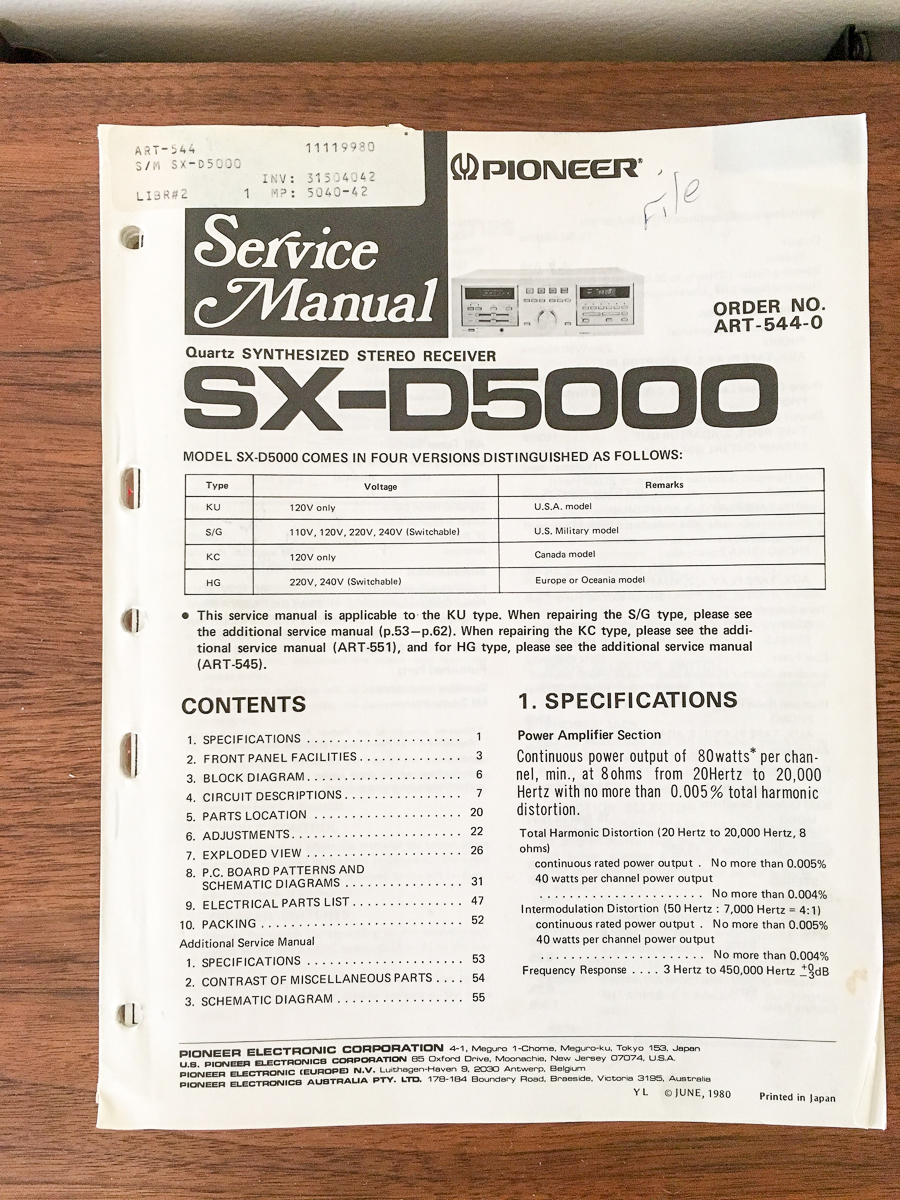 ART-544 11119980
S/M SX-D5000
INV: 31504042
LIBR#2 1 MP: 5040-42
PIONEER®
File
Service
Manual
ORDER NO.
ART-544-0
Quartz SYNTHESIZED STEREO RECEIVER
SX-D5000
MODEL SX-D5000 COMES IN FOUR VERSIONS DISTINGUISHED AS FOLLOWS:
Type Voltage Remarks
KU 120V only U.S.A. model
S/G 110V, 120V, 220V, 240V (Switchable) U.S. Military model
KC 120V only Canada model
HG 220V, 240V (Switchable) Europe or Oceania model
● This service manual is applicable to the KU type. When repairing the S/G type, please see
the additional service manual (p.53—p.62). When repairing the KC type, please see the addi-
tional service manual (ART-551), and for HG type, please see the additional service manual
(ART-545).
CONTENTS
1. SPECIFICATIONS ...................... 1
2. FRONT PANEL FACILITIES............... 3
3. BLOCK DIAGRAM...................... 6
4. CIRCUIT DESCRIPTIONS................. 7
5. PARTS LOCATION ..................... 20
6. ADJUSTMENTS........................ 22
7. EXPLODED VIEW ...................... 26
8. P.C. BOARD PATTERNS AND
SCHEMATIC DIAGRAMS ................. 31
9. ELECTRICAL PARTS LIST................ 47
10. PACKING ............................ 52
Additional Service Manual
1. SPECIFICATIONS ...................... 53
2. CONTRAST OF MISCELLANEOUS PARTS .... 54
3. SCHEMATIC DIAGRAM .................. 55
1. SPECIFICATIONS
Power Amplifier Section
Continuous power output of 80watts* per chan-
nel, min., at 8ohms from 20Hertz to 20,000
Hertz with no more than 0.005% total harmonic
distortion.
Total Harmonic Distortion (20 Hertz to 20,000 Hertz, 8
ohms)
continuous rated power output . No more than 0.005%
40 watts per channel power output
....................... No more than 0.004%
Intermodulation Distortion (50 Hertz : 7,000 Hertz = 4:1)
continuous rated power output . No more than 0.005%
40 watts per channel power output
....................... No more than 0.004%
Frequency Response .... 3 Hertz to 450,000 Hertz +0 −3dB
PIONEER ELECTRONIC CORPORATION 4-1, Meguro 1-Chome, Meguro-ku, Tokyo 153, Japan
U.S. PIONEER ELECTRONICS CORPORATION 85 Oxford Drive, Moonachie, New Jersey 07074, U.S.A.
PIONEER ELECTRONIC (EUROPE) N.V. Luithagen-Haven 9, 2030 Antwerp, Belgium
PIONEER ELECTRONICS AUSTRALIA PTY. LTD. 178-184 Boundary Road, Braeside, Victoria 3195, Australia
YL © JUNE, 1980 Printed in Japan